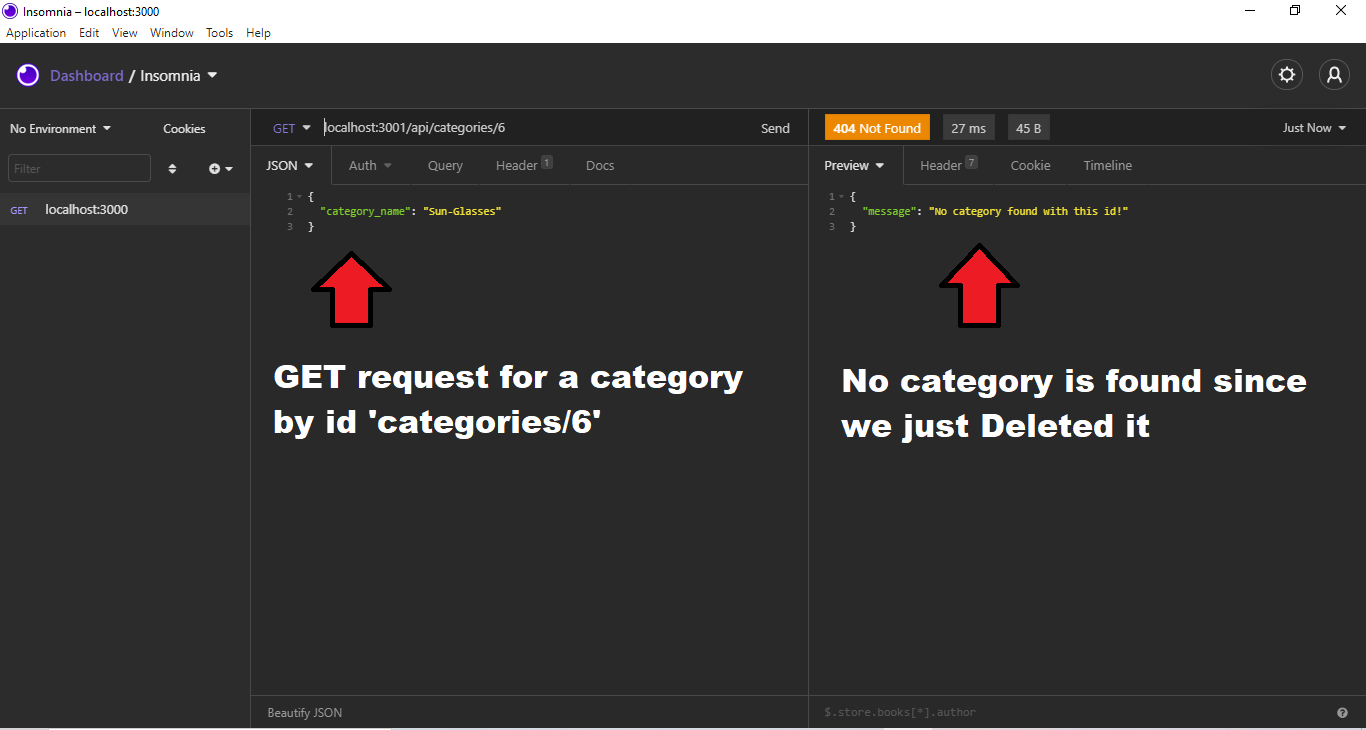 Insomnia – localhost:3000
Application Edit View Window Tools Help
Dashboard / Insomnia
No Environment Cookies
Filter
GET localhost:3000
GET localhost:3001/api/categories/6 Send
JSON Auth Query Header 1 Docs
1 {
2 "category_name": "Sun-Glasses"
3 }
GET request for a category
by id 'categories/6'
Beautify JSON
404 Not Found 27 ms 45 B Just Now
Preview Header 7 Cookie Timeline
1 {
2 "message": "No category found with this id!"
3 }
No category is found since
we just Deleted it
$.store.books[*].author